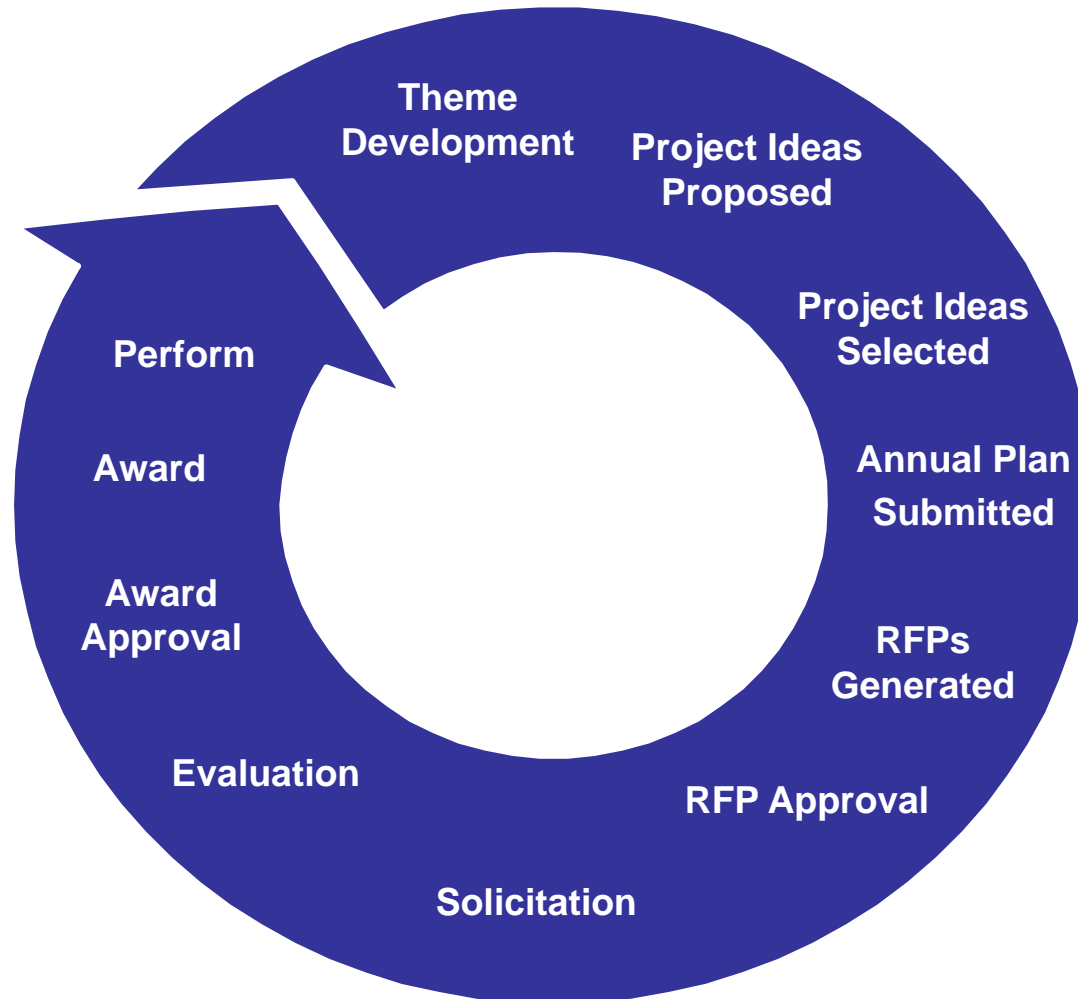 Theme
Development
Project Ideas
Proposed
Project Ideas
Selected
Annual Plan
Submitted
RFPs
Generated
RFP Approval
Solicitation
Evaluation
Award
Approval
Award
Perform